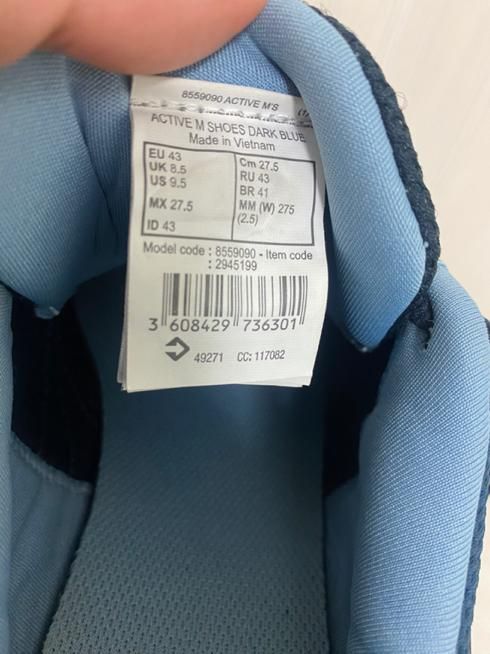 8559090 ACTIVE M'S
ACTIVE M SHOES DARK BLUE
Made in Vietnam
EU 43
UK 8.5
US 9.5
MX 27.5
ID 43
Cm 27.5
RU 43
BR 41
MM (W) 275
(2.5)
Model code : 8559090 - Item code
: 2945199
3 608429 736301
49271 CC: 117082